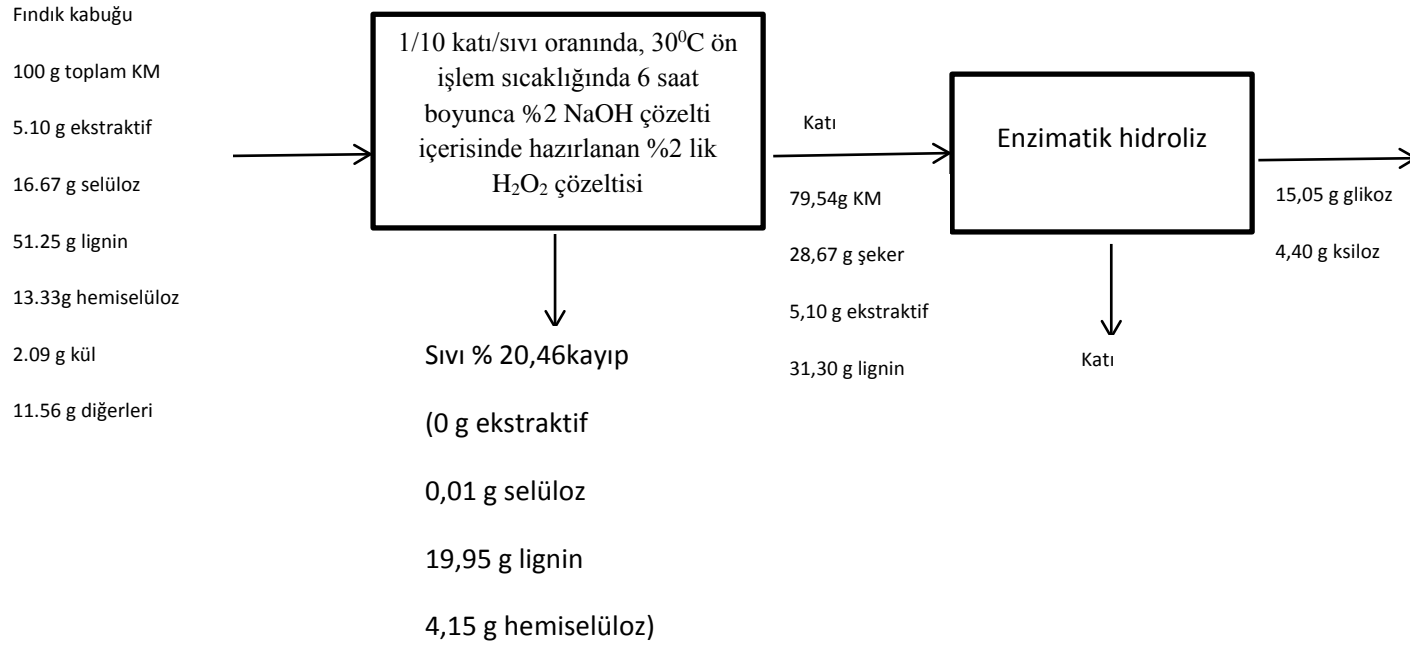 Fındık kabuğu
100 g toplam KM
5.10 g ekstraktif
16.67 g selüloz
51.25 g lignin
13.33g hemiselüloz
2.09 g kül
11.56 g diğerleri
1/10 katı/sıvı oranında, 30⁰C ön
işlem sıcaklığında 6 saat
boyunca %2 NaOH çözelti
içerisinde hazırlanan %2 lik
H₂O₂ çözeltisi
Sıvı % 20,46kayıp
(0 g ekstraktif
0,01 g selüloz
19,95 g lignin
4,15 g hemiselüloz)
Katı
79,54g KM
28,67 g şeker
5,10 g ekstraktif
31,30 g lignin
Enzimatik hidroliz
Katı
15,05 g glikoz
4,40 g ksiloz